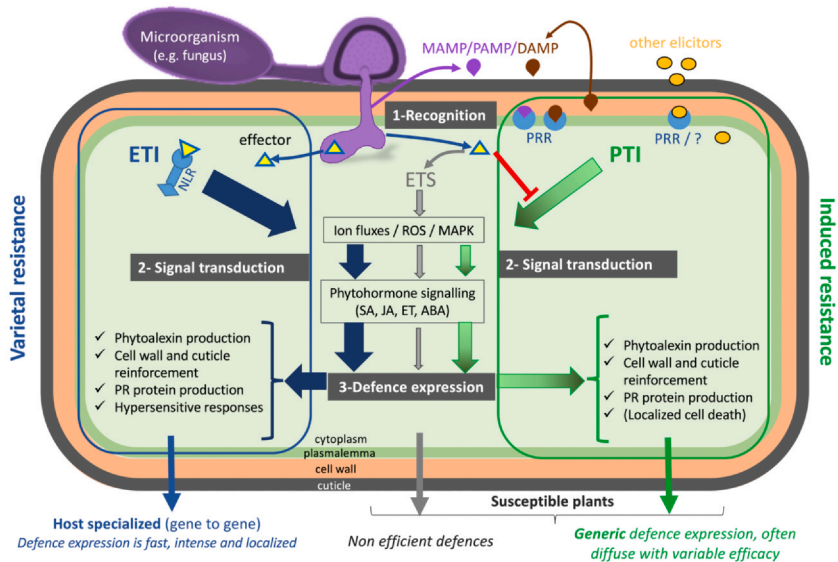 Microorganism
(e.g. fungus)
MAMP/PAMP/DAMP
other elicitors
1-Recognition
effector
PRR
PRR / ?
ETI
NLR
ETS
PTI
Varietal resistance
Induced resistance
Ion fluxes / ROS / MAPK
2- Signal transduction
2- Signal transduction
Phytohormone signalling
(SA, JA, ET, ABA)
✓ Phytoalexin production
✓ Cell wall and cuticle
reinforcement
✓ PR protein production
✓ Hypersensitive responses
3-Defence expression
✓ Phytoalexin production
✓ Cell wall and cuticle
reinforcement
✓ PR protein production
✓ (Localized cell death)
cytoplasm
plasmalemma
cell wall
cuticle
Susceptible plants
Host specialized (gene to gene)
Defence expression is fast, intense and localized
Non efficient defences
Generic defence expression, often
diffuse with variable efficacy